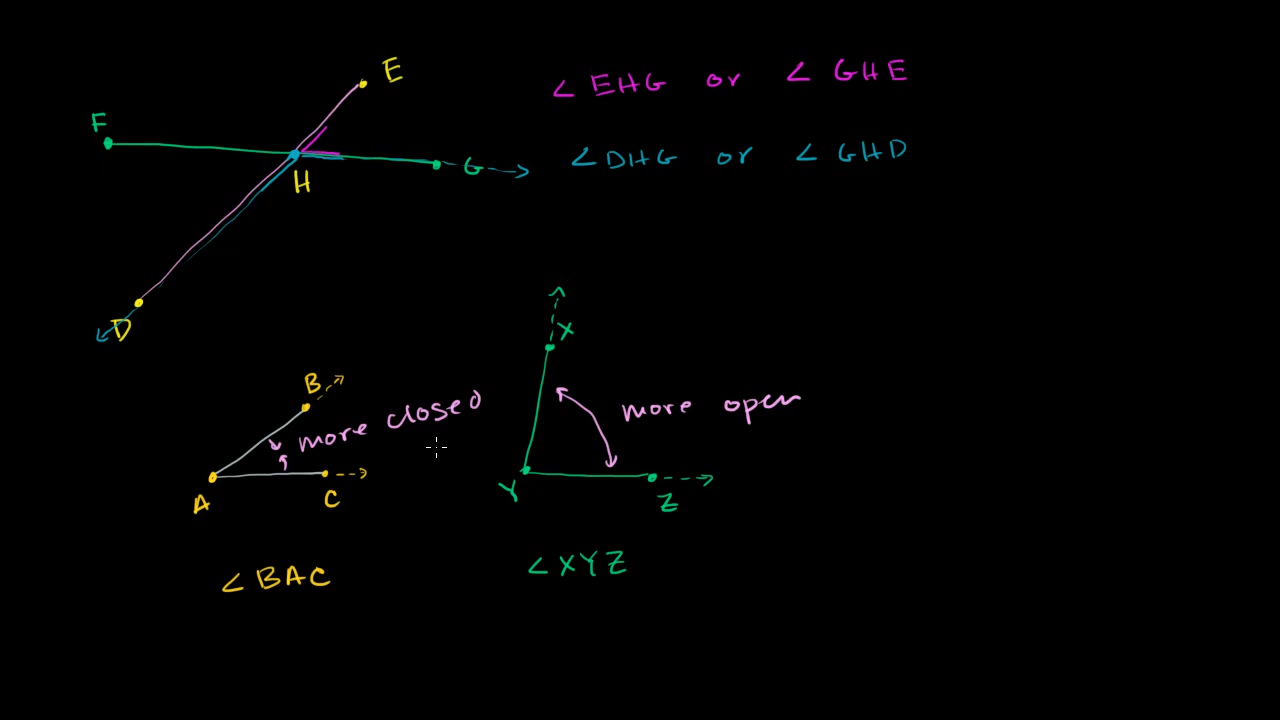 E
∠ EHG or ∠ GHE
F
∠DHG or ∠ GHD
G
H
D
X
B
more closed
more open
A
C
Y
Z
∠XYZ
∠BAC